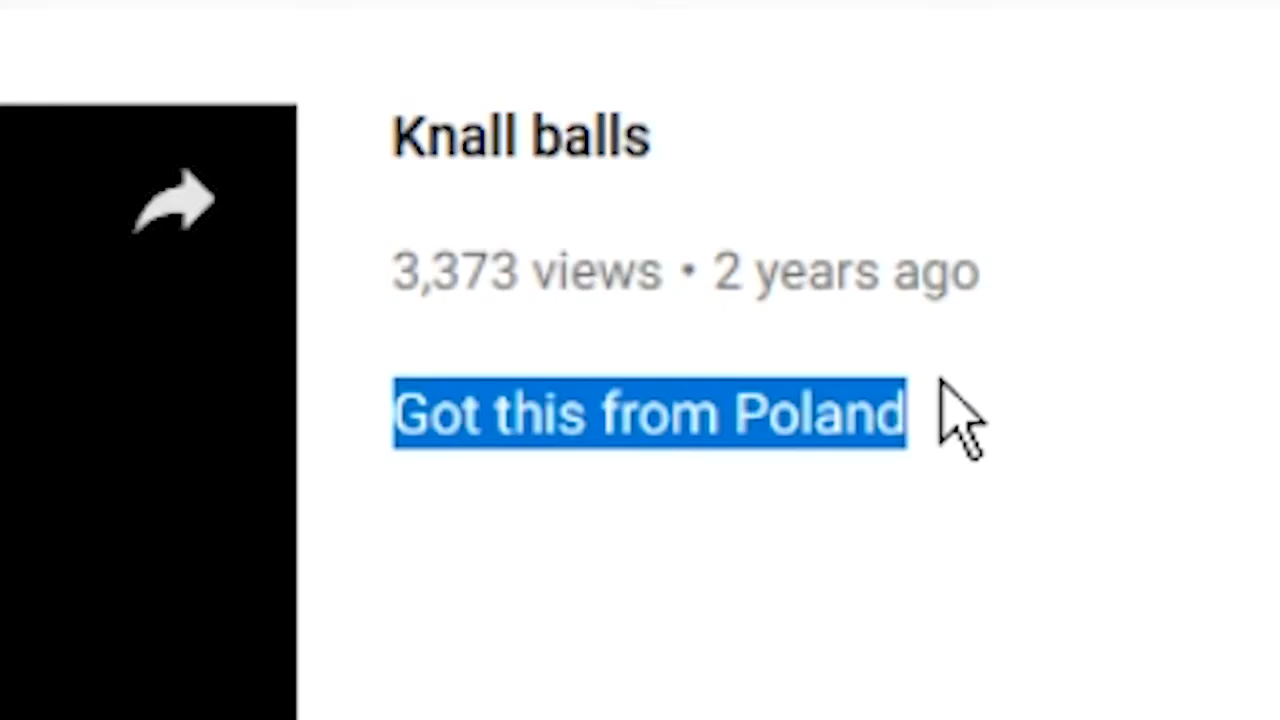 Knall balls
3,373 views • 2 years ago
Got this from Poland